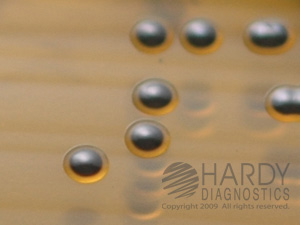 HARDY
DIAGNOSTICS
Copyright 2009 All rights reserved.